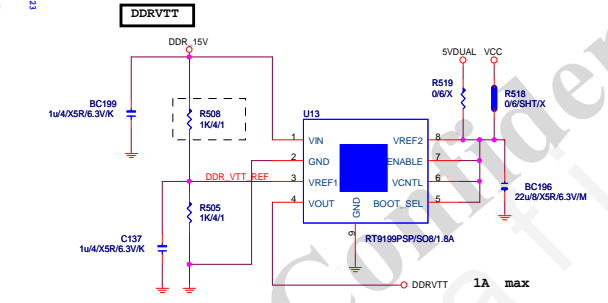 23
DDRVTT
DDR_15V
5VDUAL
VCC
BC199
1u/4/X5R/6.3V/K
R508
1K/4/1
R519
0/6/X
R518
0/6/SHT/X
U13
1
VIN
VREF2
8
2
GND
ENABLE
7
DDR_VTT_REF
3
VREF1
VCNTL
6
4
VOUT
BOOT_SEL
5
GND
9
R505
1K/4/1
C137
1u/4/X5R/6.3V/K
BC196
22u/8/X5R/6.3V/M
RT9199PSP/SO8/1.8A
DDRVTT
1A max
Confiden